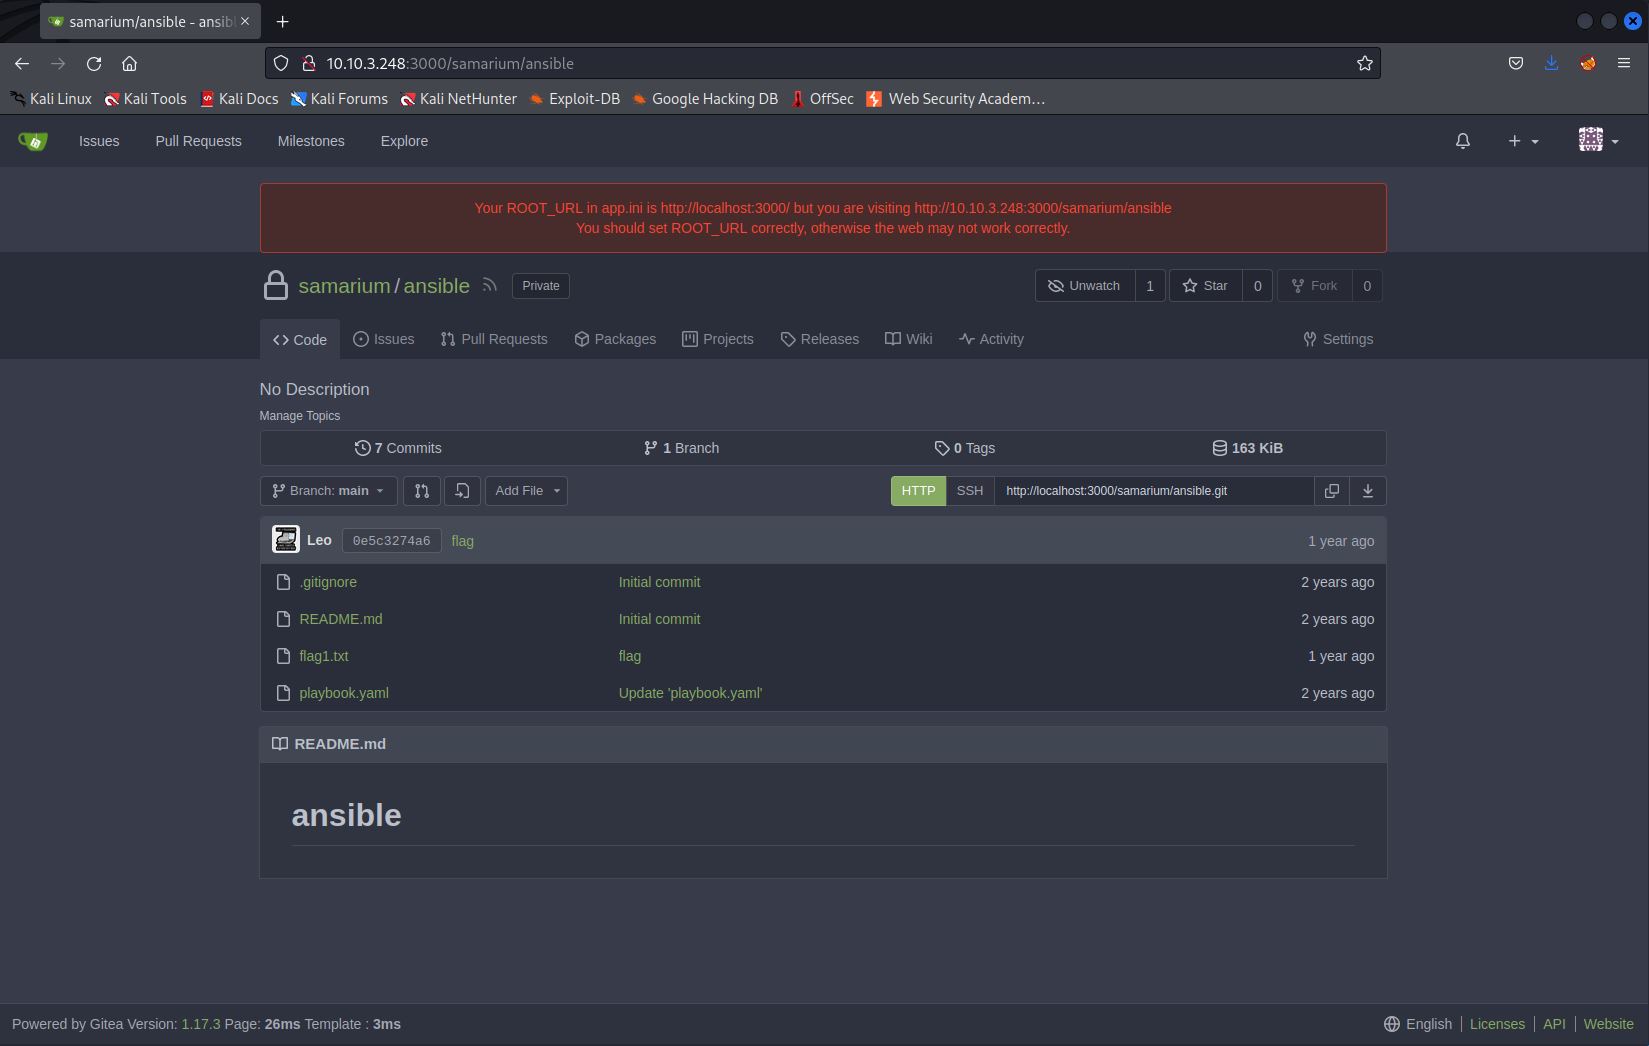 samarium/ansible - ansibl
10.10.3.248:3000/samarium/ansible
Kali Linux Kali Tools Kali Docs Kali Forums Kali NetHunter Exploit-DB Google Hacking DB OffSec Web Security Academ…
Issues Pull Requests Milestones Explore
Your ROOT_URL in app.ini is http://localhost:3000/ but you are visiting http://10.10.3.248:3000/samarium/ansible
You should set ROOT_URL correctly, otherwise the web may not work correctly.
samarium/ansible Private Unwatch 1 Star 0 Fork 0
Code Issues Pull Requests Packages Projects Releases Wiki Activity Settings
No Description
Manage Topics
7 Commits 1 Branch 0 Tags 163 KiB
Branch: main Add File HTTP SSH http://localhost:3000/samarium/ansible.git
Leo 0e5c3274a6 flag 1 year ago
.gitignore Initial commit 2 years ago
README.md Initial commit 2 years ago
flag1.txt flag 1 year ago
playbook.yaml Update 'playbook.yaml' 2 years ago
README.md
ansible
Powered by Gitea Version: 1.17.3 Page: 26ms Template : 3ms English Licenses API Website